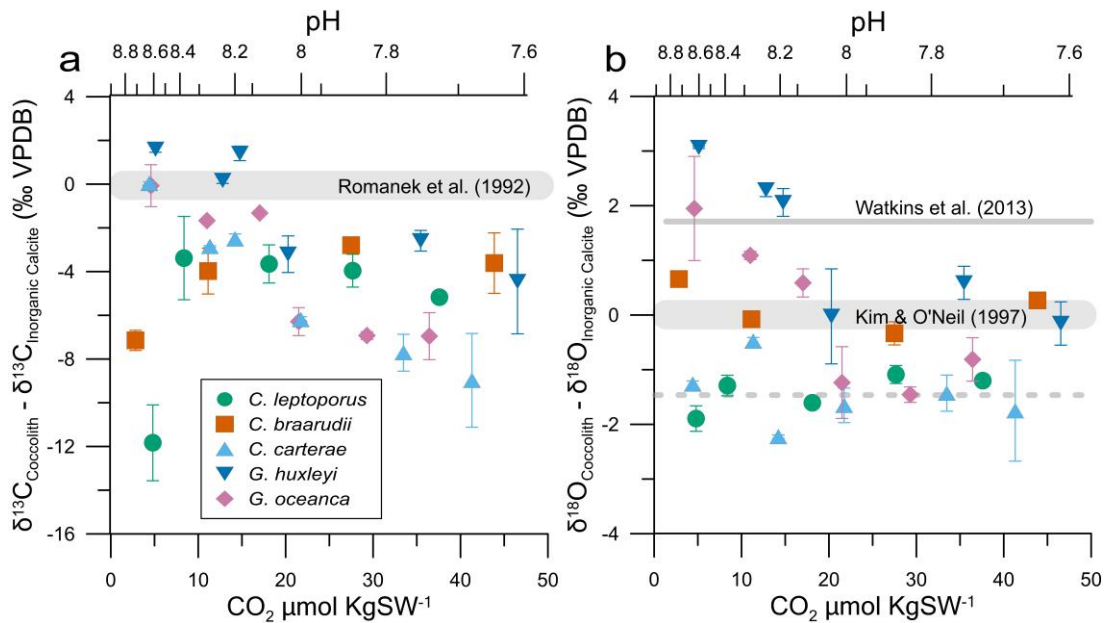 pH
8.8 8.6 8.4 8.2 8 7.8 7.6
a
4
0
-4
-8
-12
-16
δ13CCoccolith - δ13CInorganic Calcite (‰ VPDB)
Romanek et al. (1992)
C. leptoporus
C. braarudii
C. carterae
G. huxleyi
G. oceanca
0 10 20 30 40 50
CO2 µmol KgSW-1
pH
8.8 8.6 8.4 8.2 8 7.8 7.6
b
4
2
0
-2
-4
δ18OCoccolith - δ18OInorganic Calcite (‰ VPDB)
Watkins et al. (2013)
Kim & O'Neil (1997)
0 10 20 30 40 50
CO2 µmol KgSW-1